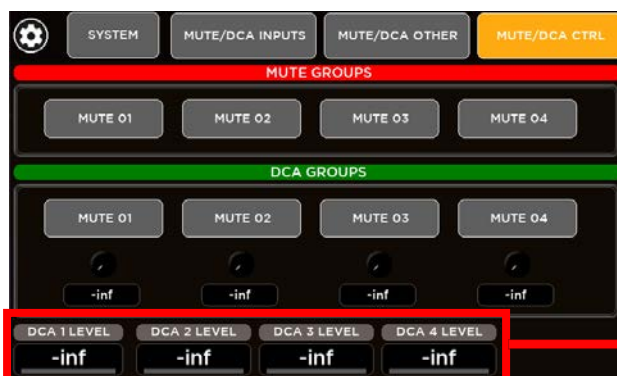 SYSTEM MUTE/DCA INPUTS MUTE/DCA OTHER MUTE/DCA CTRL
MUTE GROUPS
MUTE 01 MUTE 02 MUTE 03 MUTE 04
DCA GROUPS
MUTE 01 MUTE 02 MUTE 03 MUTE 04
-inf -inf -inf -inf
DCA 1 LEVEL DCA 2 LEVEL DCA 3 LEVEL DCA 4 LEVEL
-inf -inf -inf -inf